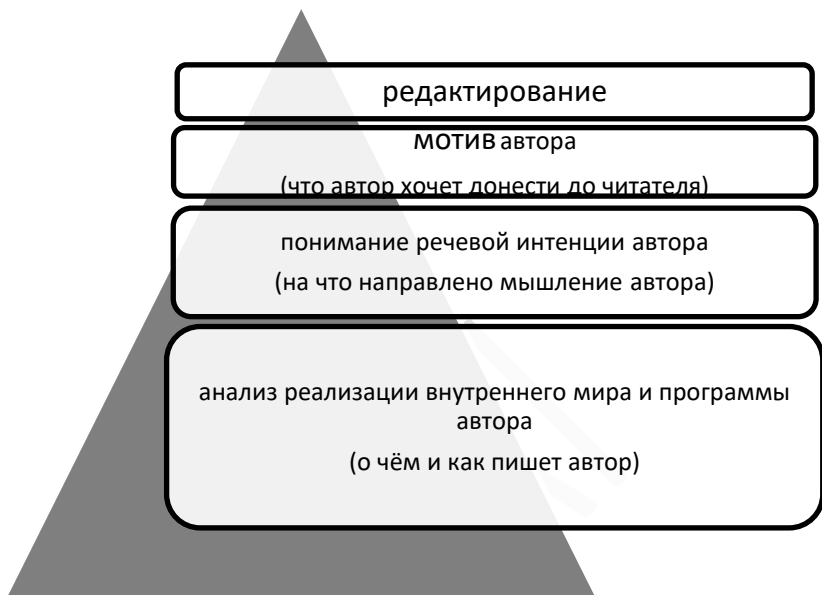 редактирование
мотив автора
(что автор хочет донести до читателя)
понимание речевой интенции автора
(на что направлено мышление автора)
анализ реализации внутреннего мира и программы
автора
(о чём и как пишет автор)